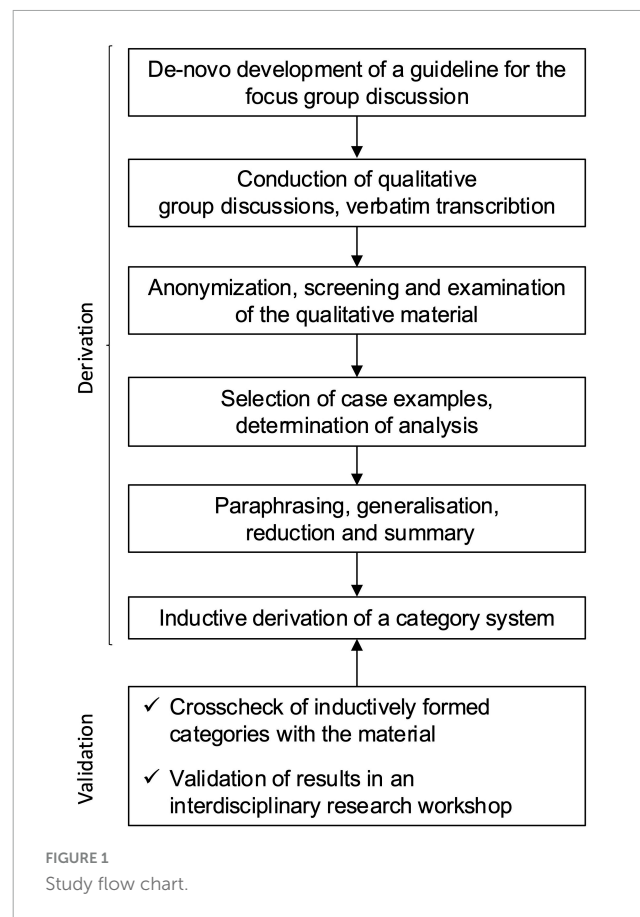 De-novo development of a guideline for the
focus group discussion
Conduction of qualitative
group discussions, verbatim transcribtion
Anonymization, screening and examination
of the qualitative material
Derivation
Selection of case examples,
determination of analysis
Paraphrasing, generalisation,
reduction and summary
Inductive derivation of a category system
Validation
✓ Crosscheck of inductively formed
categories with the material
✓ Validation of results in an
interdisciplinary research workshop
FIGURE 1
Study flow chart.